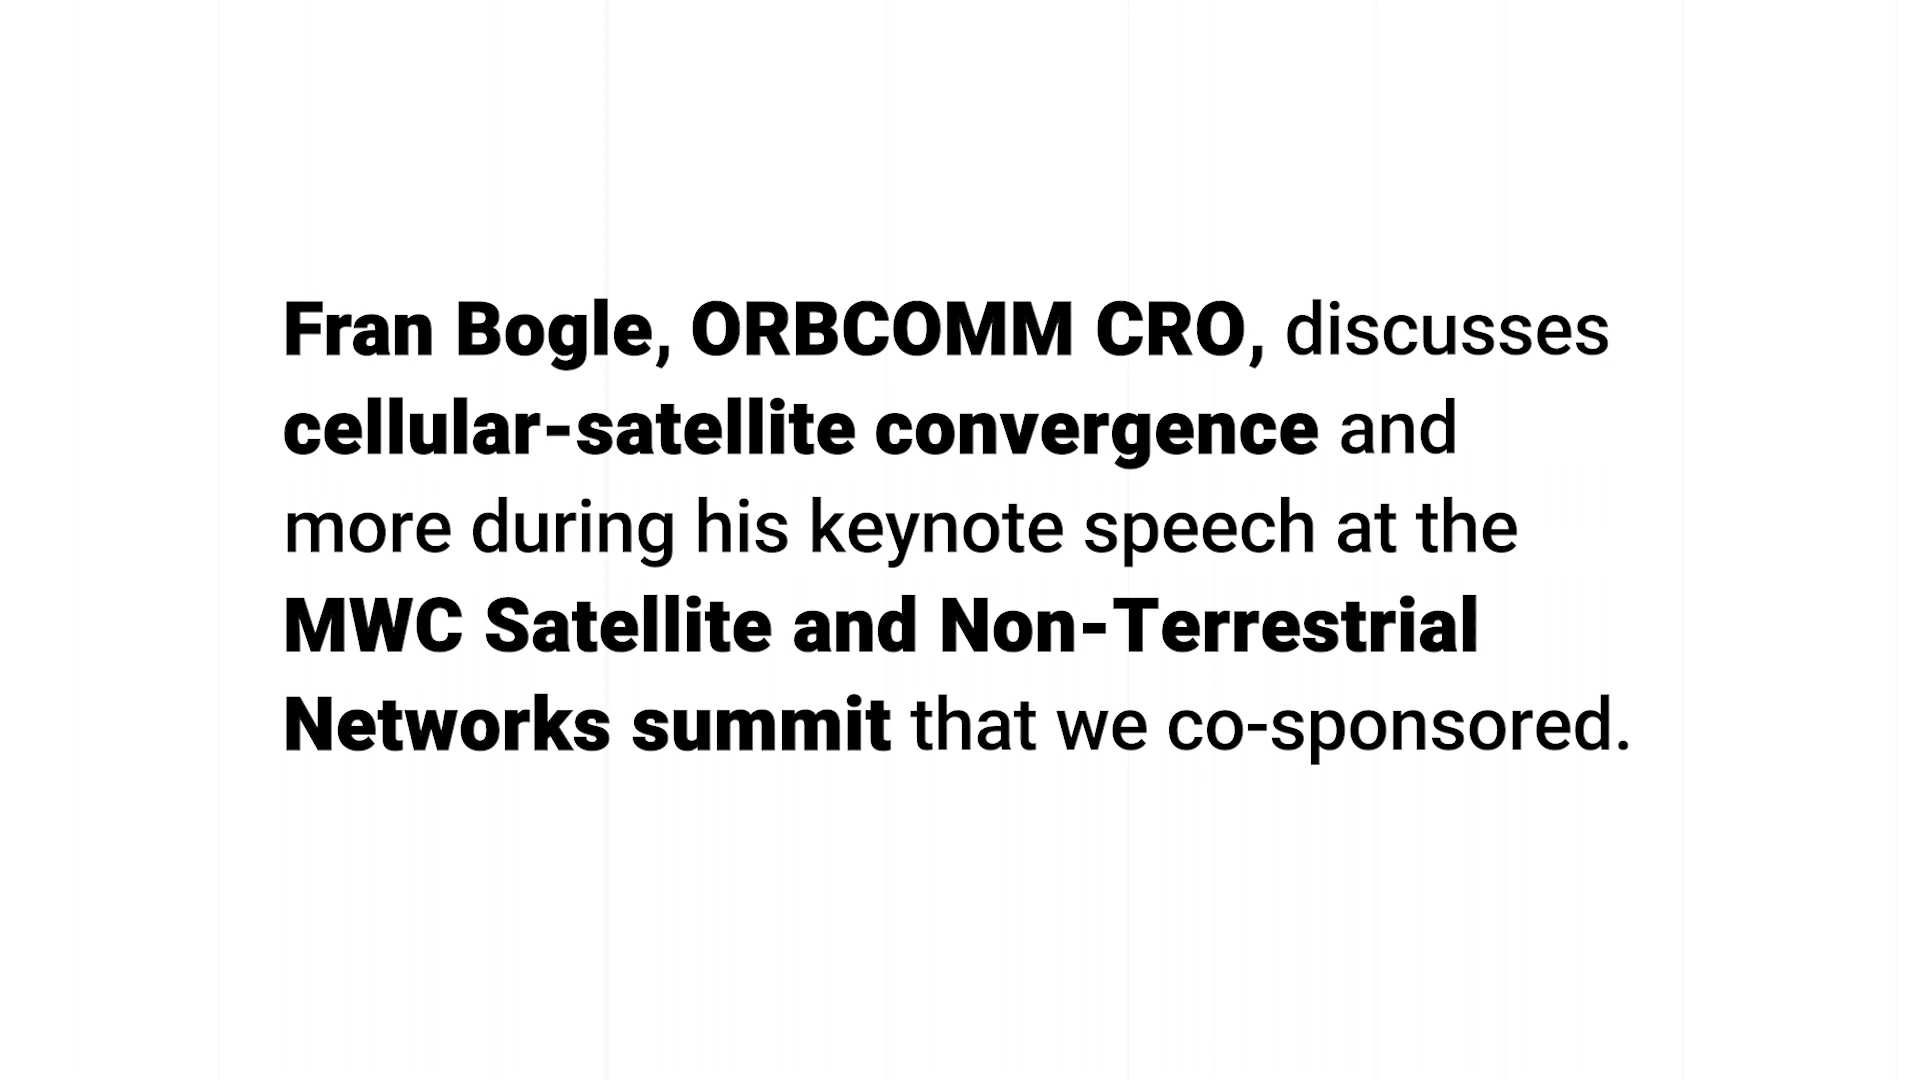 Fran Bogle, ORBCOMM CRO, discusses
cellular-satellite convergence and
more during his keynote speech at the
MWC Satellite and Non-Terrestrial
Networks summit that we co-sponsored.